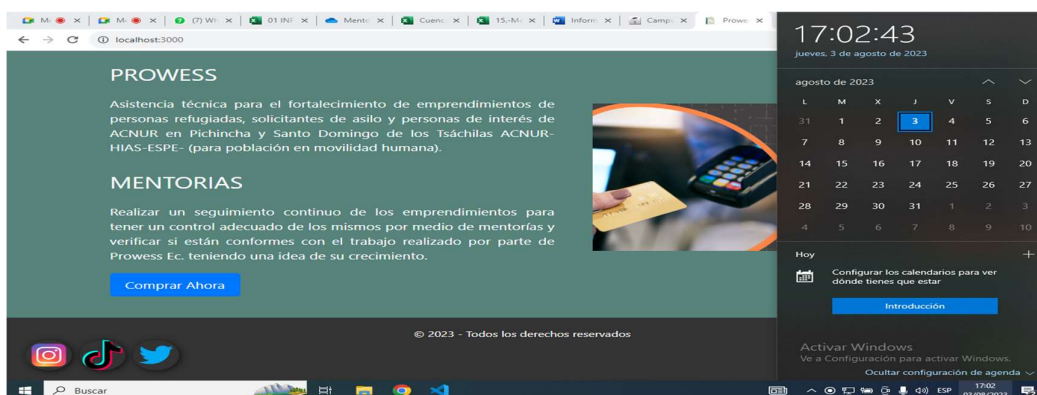 (7) Wh
01 INF
Mento
Cuenc
15.-Mo
Inform
Camp
Prowe
localhost:3000
PROWESS
Asistencia técnica para el fortalecimiento de emprendimientos de
personas refugiadas, solicitantes de asilo y personas de interés de
ACNUR en Pichincha y Santo Domingo de los Tsáchilas ACNUR-
HIAS-ESPE- (para población en movilidad humana).
MENTORIAS
Realizar un seguimiento continuo de los emprendimientos para
tener un control adecuado de los mismos por medio de mentorías y
verificar si están conformes con el trabajo realizado por parte de
Prowess Ec. teniendo una idea de su crecimiento.
Comprar Ahora
© 2023 - Todos los derechos reservados
17:02:43
jueves, 3 de agosto de 2023
agosto de 2023
L M X J V S D
31 1 2 3 4 5 6
7 8 9 10 11 12 13
14 15 16 17 18 19 20
21 22 23 24 25 26 27
28 29 30 31 1 2 3
4 5 6 7 8 9 10
Hoy
Configurar los calendarios para ver
dónde tienes que estar
Introducción
Activar Windows
Ve a Configuración para activar Windows.
Ocultar configuración de agenda
Buscar
ESP
17:02
03/08/2023